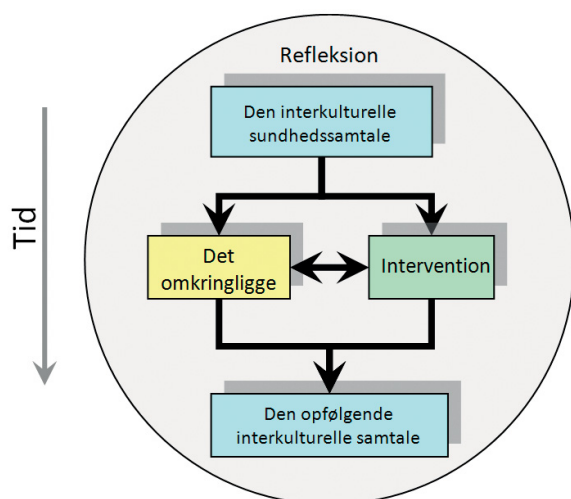 Refleksion
Den interkulturelle
sundhedssamtale
Tid
Det
omkringligge
Intervention
Den opfølgende
interkulturelle samtale